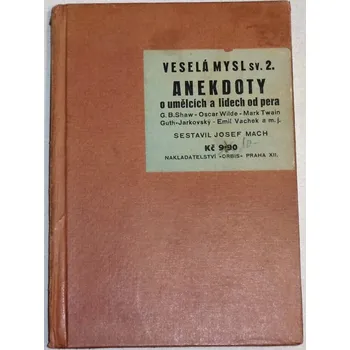 VESELÁ MYSL SV. 2.
ANEKDOTY
o umělcích a lidech od pera
G. B. Shaw - Oscar Wilde - Mark Twain
Guth-Jarkovský - Emil Vachek a m. j.
SESTAVIL JOSEF MACH
Kč 9·90
NAKLADATELSTVÍ »ORBIS« PRAHA XII.